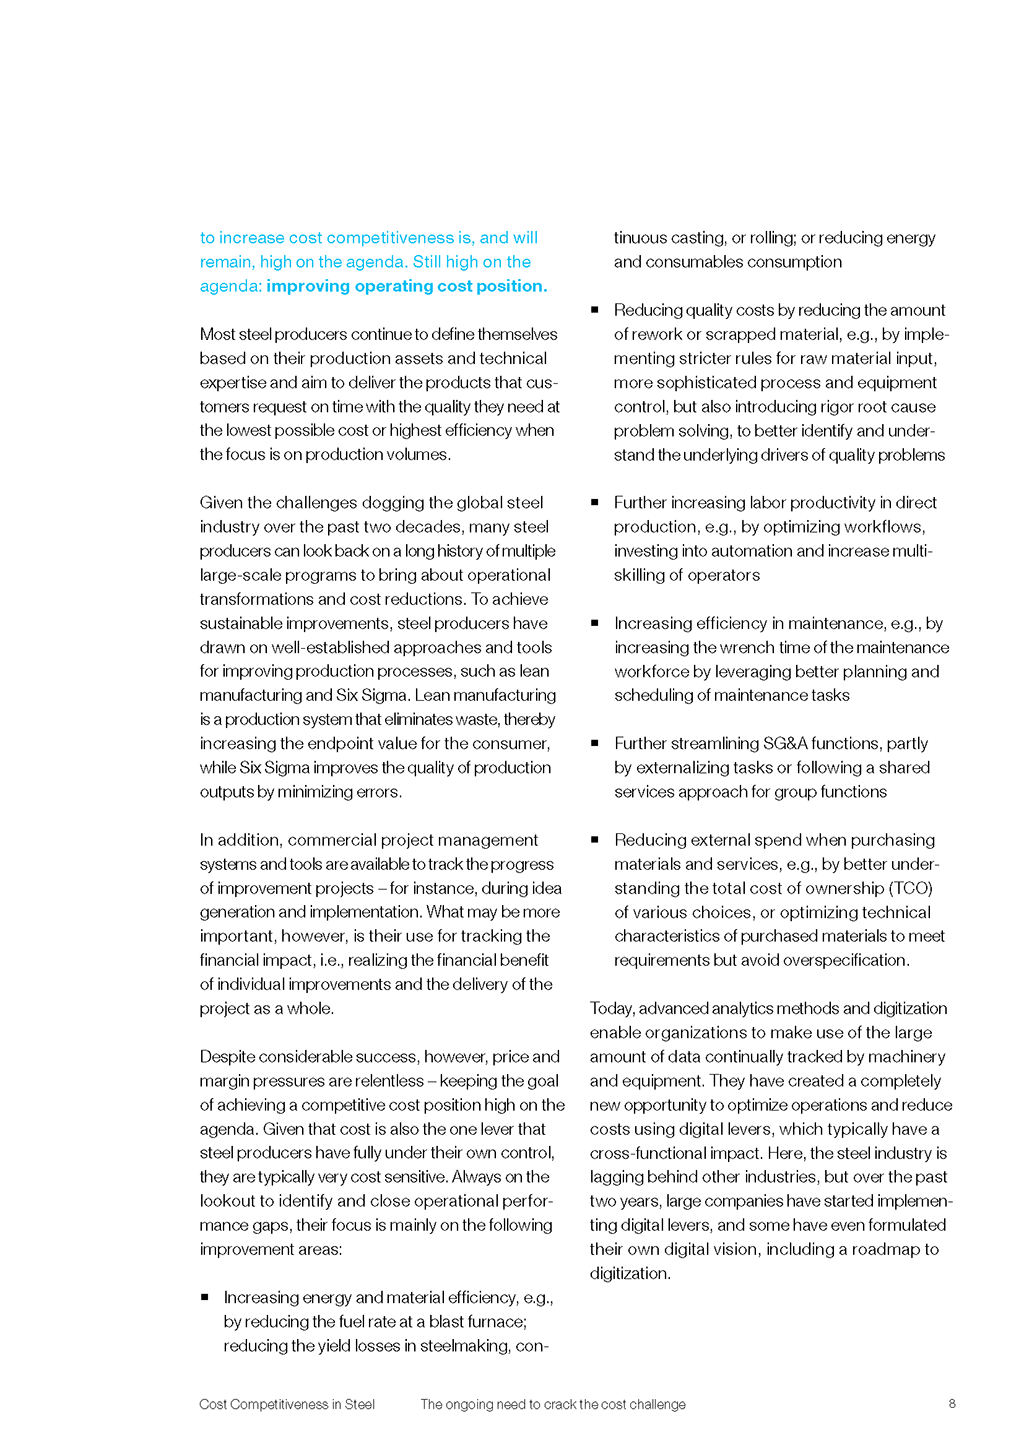 to increase cost competitiveness is, and will
remain, high on the agenda. Still high on the
agenda: improving operating cost position.
Most steel producers continue to define themselves
based on their production assets and technical
expertise and aim to deliver the products that cus-
tomers request on time with the quality they need at
the lowest possible cost or highest efficiency when
the focus is on production volumes.
Given the challenges dogging the global steel
industry over the past two decades, many steel
producers can look back on a long history of multiple
large-scale programs to bring about operational
transformations and cost reductions. To achieve
sustainable improvements, steel producers have
drawn on well-established approaches and tools
for improving production processes, such as lean
manufacturing and Six Sigma. Lean manufacturing
is a production system that eliminates waste, thereby
increasing the endpoint value for the consumer,
while Six Sigma improves the quality of production
outputs by minimizing errors.
In addition, commercial project management
systems and tools are available to track the progress
of improvement projects – for instance, during idea
generation and implementation. What may be more
important, however, is their use for tracking the
financial impact, i.e., realizing the financial benefit
of individual improvements and the delivery of the
project as a whole.
Despite considerable success, however, price and
margin pressures are relentless – keeping the goal
of achieving a competitive cost position high on the
agenda. Given that cost is also the one lever that
steel producers have fully under their own control,
they are typically very cost sensitive. Always on the
lookout to identify and close operational perfor-
mance gaps, their focus is mainly on the following
improvement areas:
▪ Increasing energy and material efficiency, e.g.,
by reducing the fuel rate at a blast furnace;
reducing the yield losses in steelmaking, con-
tinuous casting, or rolling; or reducing energy
and consumables consumption
▪ Reducing quality costs by reducing the amount
of rework or scrapped material, e.g., by imple-
menting stricter rules for raw material input,
more sophisticated process and equipment
control, but also introducing rigor root cause
problem solving, to better identify and under-
stand the underlying drivers of quality problems
▪ Further increasing labor productivity in direct
production, e.g., by optimizing workflows,
investing into automation and increase multi-
skilling of operators
▪ Increasing efficiency in maintenance, e.g., by
increasing the wrench time of the maintenance
workforce by leveraging better planning and
scheduling of maintenance tasks
▪ Further streamlining SG&A functions, partly
by externalizing tasks or following a shared
services approach for group functions
▪ Reducing external spend when purchasing
materials and services, e.g., by better under-
standing the total cost of ownership (TCO)
of various choices, or optimizing technical
characteristics of purchased materials to meet
requirements but avoid overspecification.
Today, advanced analytics methods and digitization
enable organizations to make use of the large
amount of data continually tracked by machinery
and equipment. They have created a completely
new opportunity to optimize operations and reduce
costs using digital levers, which typically have a
cross-functional impact. Here, the steel industry is
lagging behind other industries, but over the past
two years, large companies have started implemen-
ting digital levers, and some have even formulated
their own digital vision, including a roadmap to
digitization.
Cost Competitiveness in Steel The ongoing need to crack the cost challenge 8